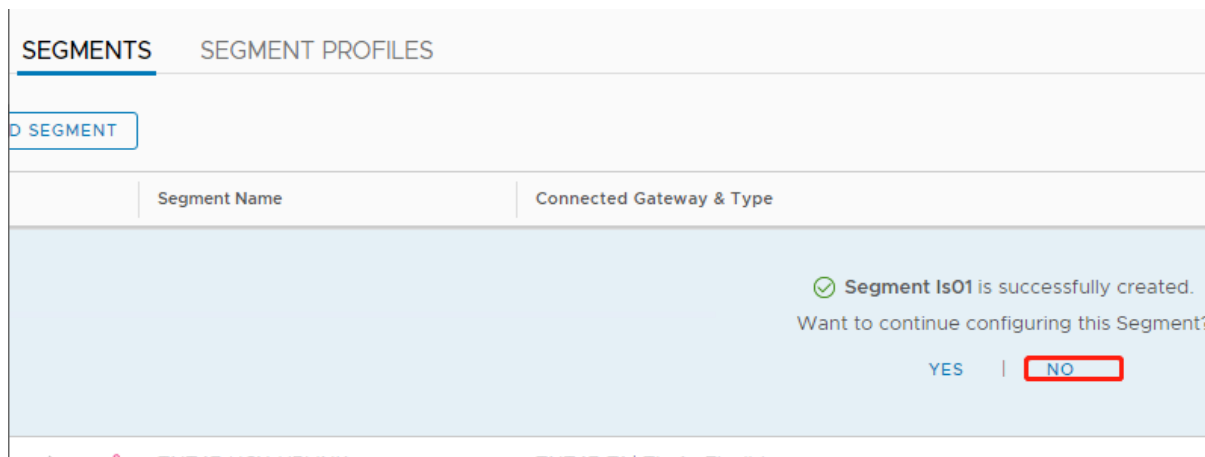 SEGMENTS SEGMENT PROFILES
D SEGMENT
Segment Name Connected Gateway & Type
Segment ls01 is successfully created.
Want to continue configuring this Segment?
YES | NO